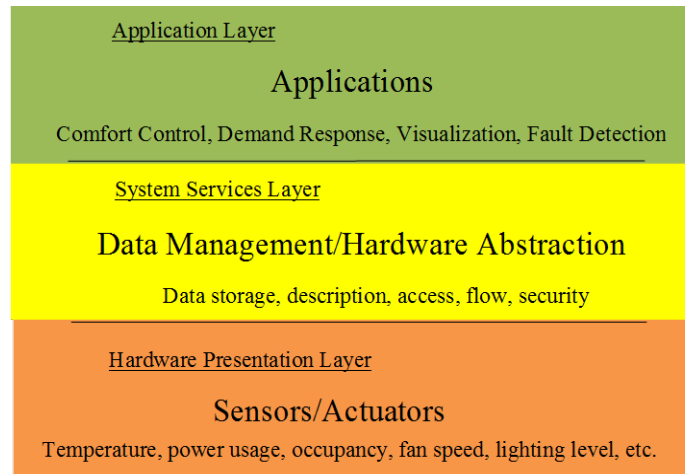 Application Layer
Applications
Comfort Control, Demand Response, Visualization, Fault Detection
System Services Layer
Data Management/Hardware Abstraction
Data storage, description, access, flow, security
Hardware Presentation Layer
Sensors/Actuators
Temperature, power usage, occupancy, fan speed, lighting level, etc.